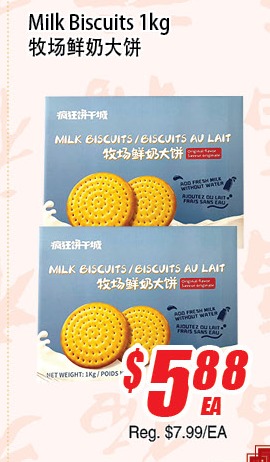 Milk Biscuits 1kg
牧场鲜奶大饼
疯狂饼干城
MILK BISCUITS/BISCUITS AU LAIT
牧场鲜奶大饼
Original flavor
Saveur originale
ADD FRESH MILK
WITHOUT WATER
AJOUTEZ DU LAIT
FRAIS SANS EAU
疯狂饼干城
MILK BISCUITS/BISCUITS AU LAIT
牧场鲜奶大饼
Original flavor
Saveur originale
ADD FRESH MILK
WITHOUT WATER
AJOUTEZ DU LAIT
FRAIS SANS EAU
NET WEIGHT: 1Kg / POIDS
$5.88
EA
Reg. $7.99/EA